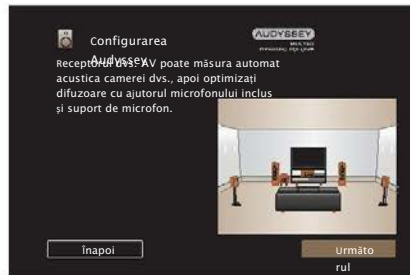 Configurarea
Audyssey
AUDYSSEY
Receptorul dvs. AV poate măsura automat
acustica camerei dvs., apoi optimizați
difuzoare cu ajutorul microfonului inclus
și suport de microfon.
înapoi
Următo
rul